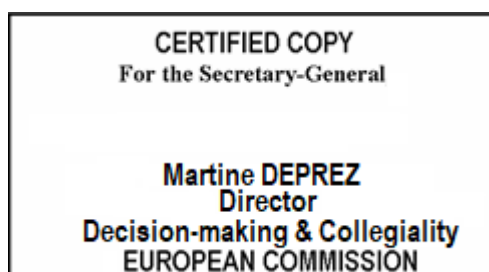 CERTIFIED COPY
For the Secretary-General
Martine DEPREZ
Director
Decision-making & Collegiality
EUROPEAN COMMISSION